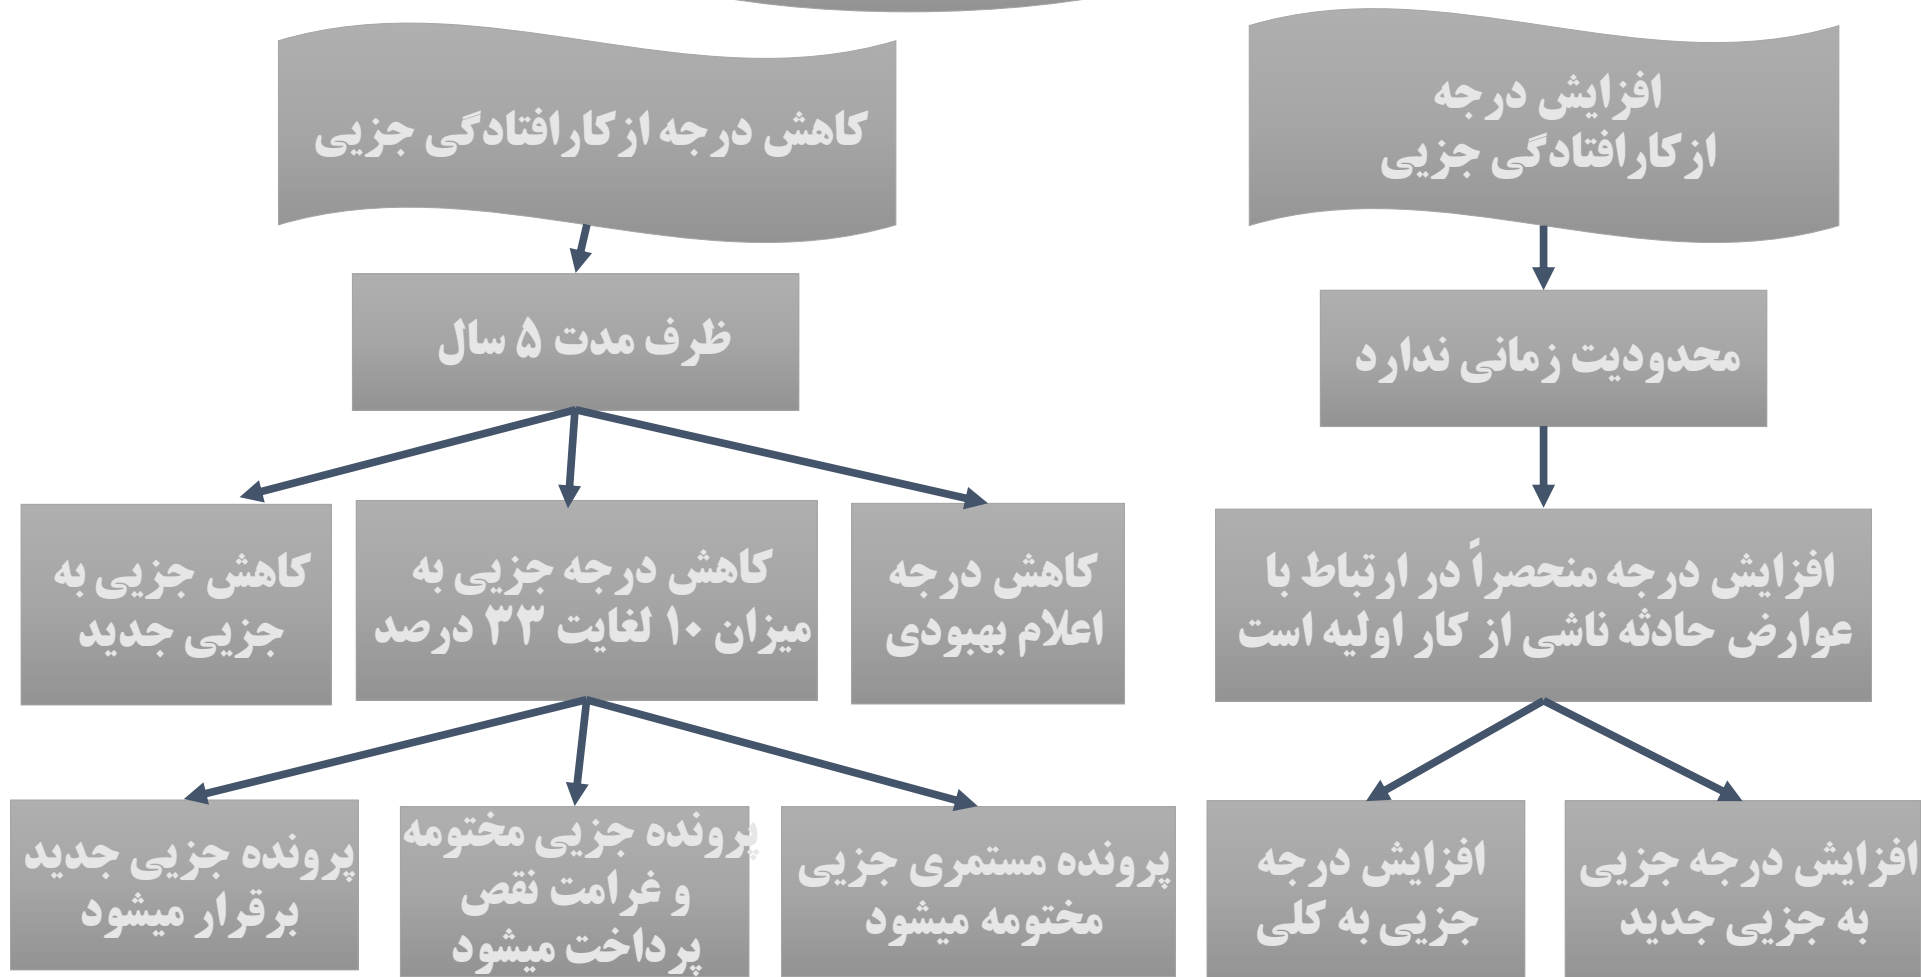 افزایش درجه
ازکارافتادگی جزیی
کاهش درجه ازکارافتادگی جزیی
محدودیت زمانی ندارد
ظرف مدت ۵ سال
افزایش درجه منحصراً در ارتباط با
عوارض حادثه ناشی از کار اولیه است
کاهش درجه
اعلام بهبودی
کاهش درجه جزیی به
میزان ۱۰ لغایت ۳۳ درصد
کاهش جزیی به
جزیی جدید
افزایش درجه جزیی
به جزیی جدید
افزایش درجه
جزیی به کلی
پرونده مستمری جزیی
مختومه میشود
پرونده جزیی مختومه
و غرامت نقص
پرداخت میشود
پرونده جزیی جدید
برقرار میشود